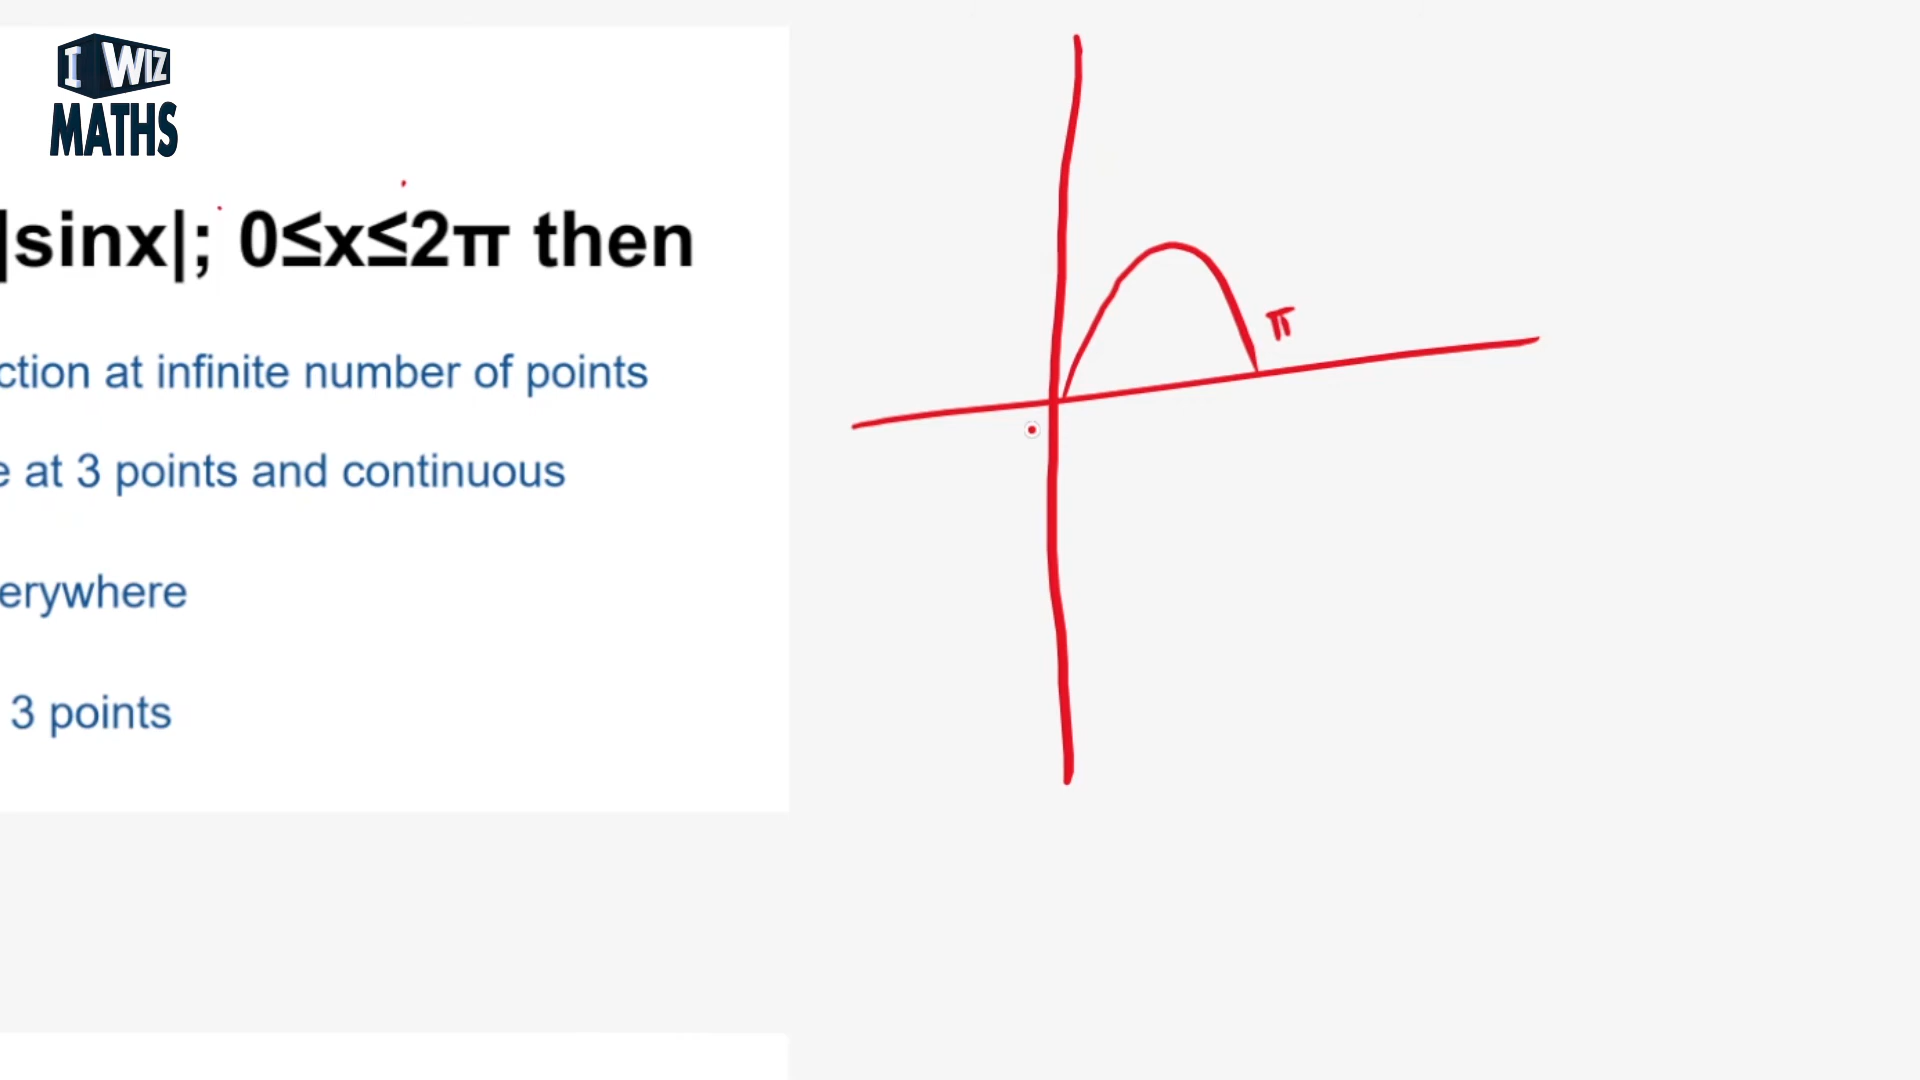 I WIZ
MATHS
|sinx|; 0≤x≤2π then
ction at infinite number of points
e at 3 points and continuous
erywhere
3 points
π